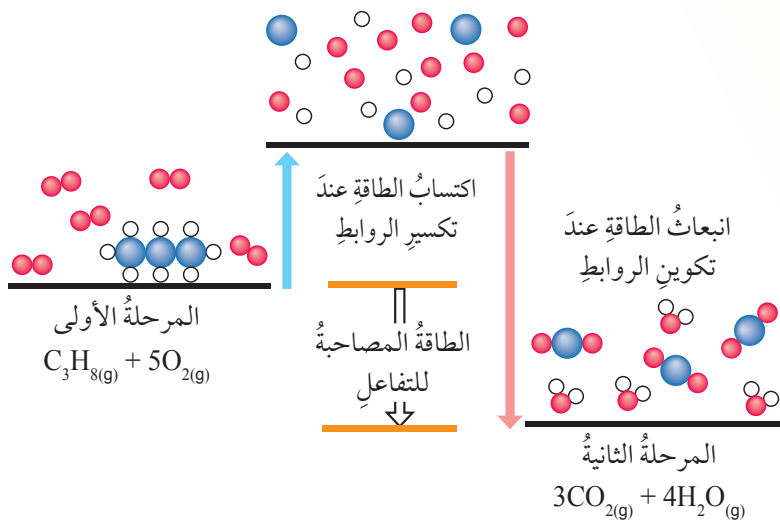 اكتسابُ الطاقةِ عندَ
تكسيرِ الروابطِ
انبعاثُ الطاقةِ عندَ
تكوينِ الروابطِ
المرحلةُ الأولى
C₃H₈(g) + 5O₂(g)
الطاقةُ المصاحبةُ
للتفاعلِ
المرحلةُ الثانيةُ
3CO₂(g) + 4H₂O(g)